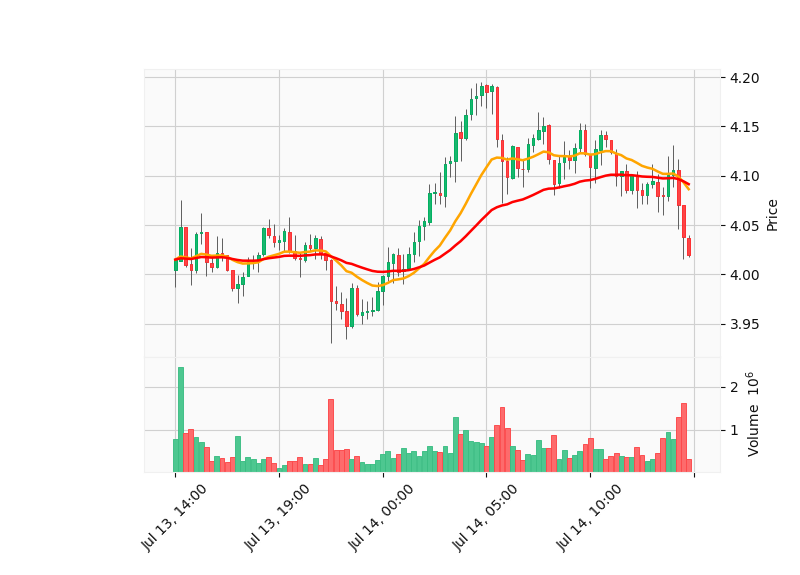 4.20
4.15
4.10
4.05
4.00
3.95
Price
2
1
Volume 10^6
Jul 13, 14:00
Jul 13, 19:00
Jul 14, 00:00
Jul 14, 05:00
Jul 14, 10:00